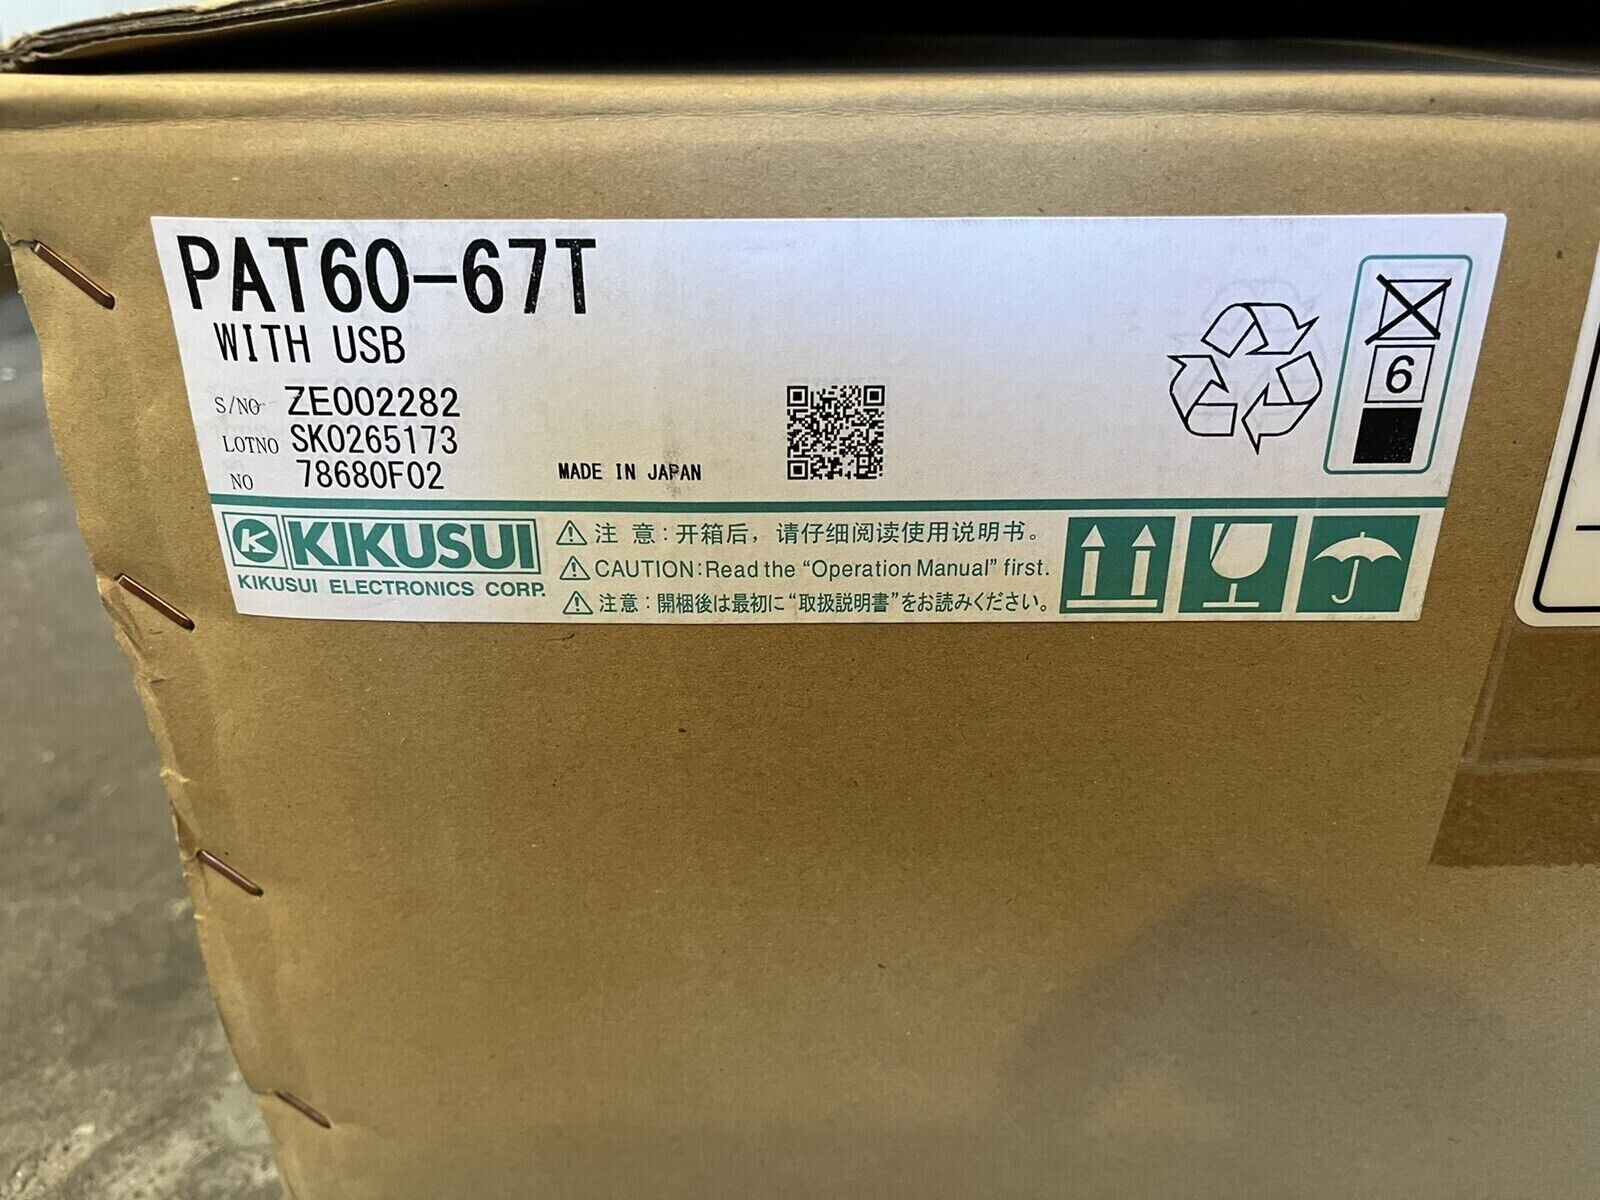 PAT60-67T
WITH USB
S/NO ZE002282
LOTNO SK0265173
NO 78680F02
MADE IN JAPAN
6
K KIKUSUI
KIKUSUI ELECTRONICS CORP.
注 意：开箱后，请仔细阅读使用说明书。
CAUTION:Read the “Operation Manual” first.
注意：開梱後は最初に“取扱説明書”をお読みください。